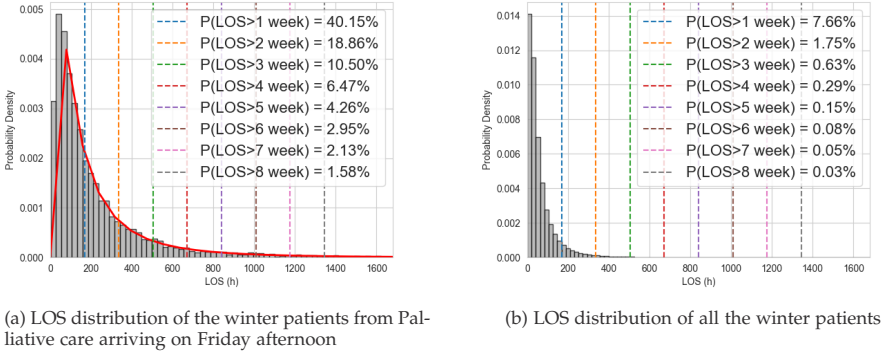 0.005
0.004
0.003
0.002
0.001
0.000
Probability Density
0 200 400 600 800 1000 1200 1400 1600
LOS (h)
P(LOS>1 week) = 40.15%
P(LOS>2 week) = 18.86%
P(LOS>3 week) = 10.50%
P(LOS>4 week) = 6.47%
P(LOS>5 week) = 4.26%
P(LOS>6 week) = 2.95%
P(LOS>7 week) = 2.13%
P(LOS>8 week) = 1.58%
(a) LOS distribution of the winter patients from Pal-
liative care arriving on Friday afternoon
0.014
0.012
0.010
0.008
0.006
0.004
0.002
0.000
Probability Density
0 200 400 600 800 1000 1200 1400 1600
LOS (h)
P(LOS>1 week) = 7.66%
P(LOS>2 week) = 1.75%
P(LOS>3 week) = 0.63%
P(LOS>4 week) = 0.29%
P(LOS>5 week) = 0.15%
P(LOS>6 week) = 0.08%
P(LOS>7 week) = 0.05%
P(LOS>8 week) = 0.03%
(b) LOS distribution of all the winter patients